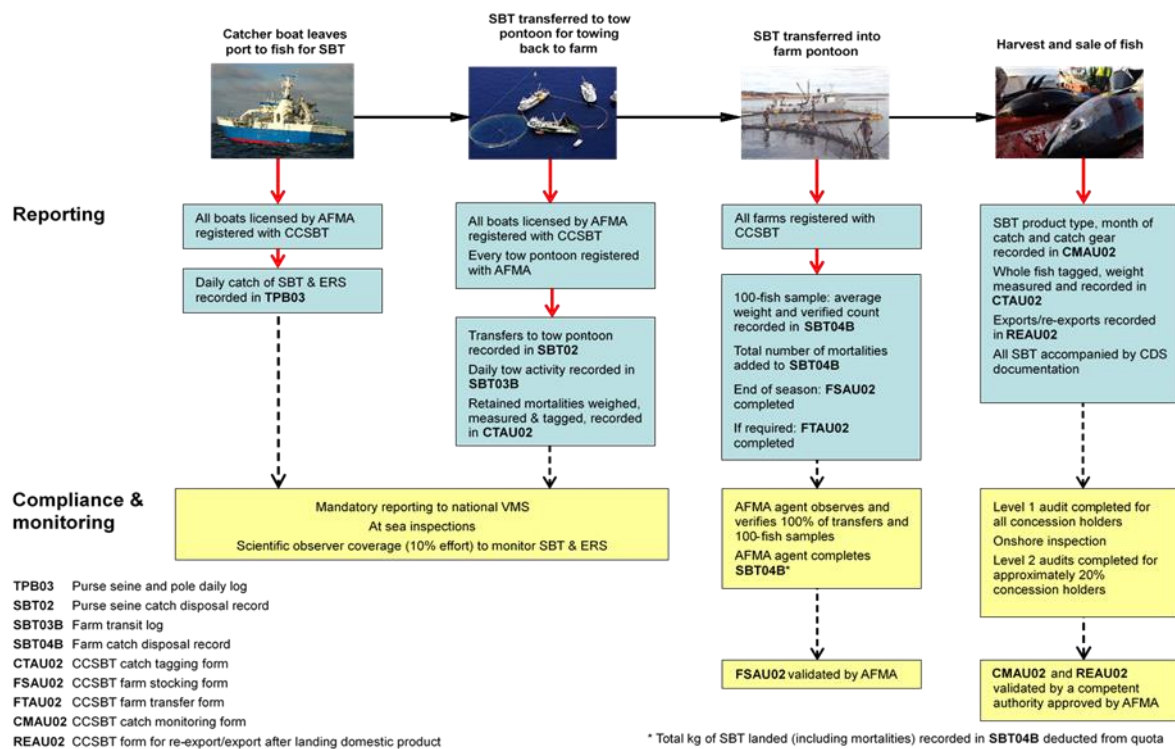 Catcher boat leaves
port to fish for SBT
SBT transferred to tow
pontoon for towing
back to farm
SBT transferred into
farm pontoon
Harvest and sale of fish
Reporting
All boats licensed by AFMA
registered with CCSBT
Daily catch of SBT & ERS
recorded in TPB03
All boats licensed by AFMA
registered with CCSBT
Every tow pontoon registered
with AFMA
Transfers to tow pontoon
recorded in SBT02
Daily tow activity recorded in
SBT03B
Retained mortalities weighed,
measured & tagged, recorded
in CTAU02
All farms registered with
CCSBT
100-fish sample: average
weight and verified count
recorded in SBT04B
Total number of mortalities
added to SBT04B
End of season: FSAU02
completed
If required: FTAU02
completed
SBT product type, month of
catch and catch gear
recorded in CMAU02
Whole fish tagged, weight
measured and recorded in
CTAU02
Exports/re-exports recorded
in REAU02
All SBT accompanied by CDS
documentation
Compliance &
monitoring
Mandatory reporting to national VMS
At sea inspections
Scientific observer coverage (10% effort) to monitor SBT & ERS
AFMA agent observes and
verifies 100% of transfers and
100-fish samples
AFMA agent completes
SBT04B*
FSAU02 validated by AFMA
Level 1 audit completed for
all concession holders
Onshore inspection
Level 2 audits completed for
approximately 20%
concession holders
CMAU02 and REAU02
validated by a competent
authority approved by AFMA
TPB03 Purse seine and pole daily log
SBT02 Purse seine catch disposal record
SBT03B Farm transit log
SBT04B Farm catch disposal record
CTAU02 CCSBT catch tagging form
FSAU02 CCSBT farm stocking form
FTAU02 CCSBT farm transfer form
CMAU02 CCSBT catch monitoring form
REAU02 CCSBT form for re-export/export after landing domestic product
* Total kg of SBT landed (including mortalities) recorded in SBT04B deducted from quota